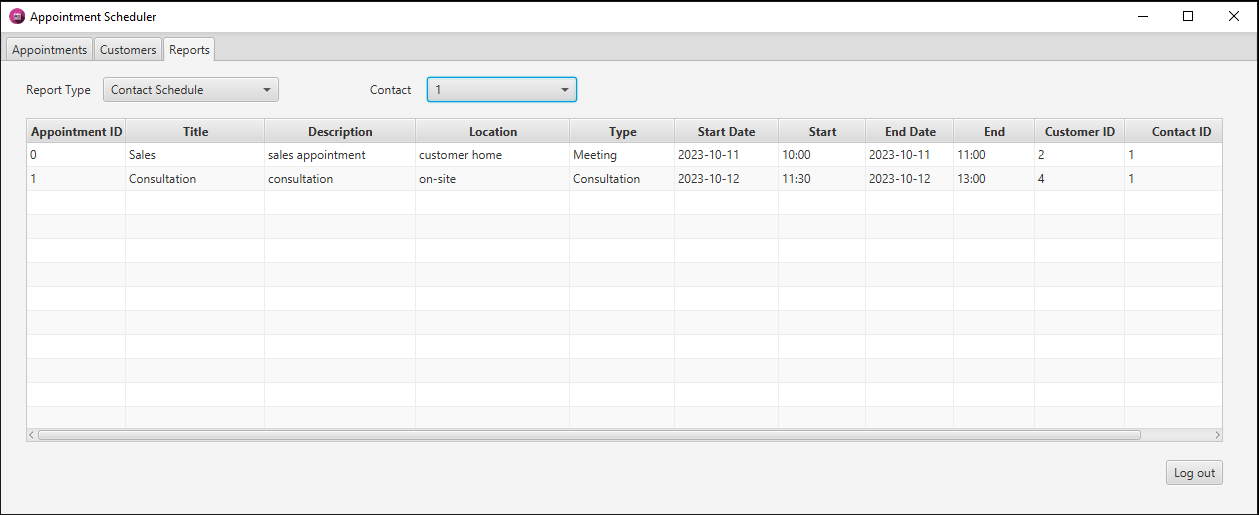 Appointment Scheduler
Appointments Customers Reports
Report Type Contact Schedule Contact 1
Appointment ID Title Description Location Type Start Date Start End Date End Customer ID Contact ID
0 Sales sales appointment customer home Meeting 2023-10-11 10:00 2023-10-11 11:00 2 1
1 Consultation consultation on-site Consultation 2023-10-12 11:30 2023-10-12 13:00 4 1
Log out